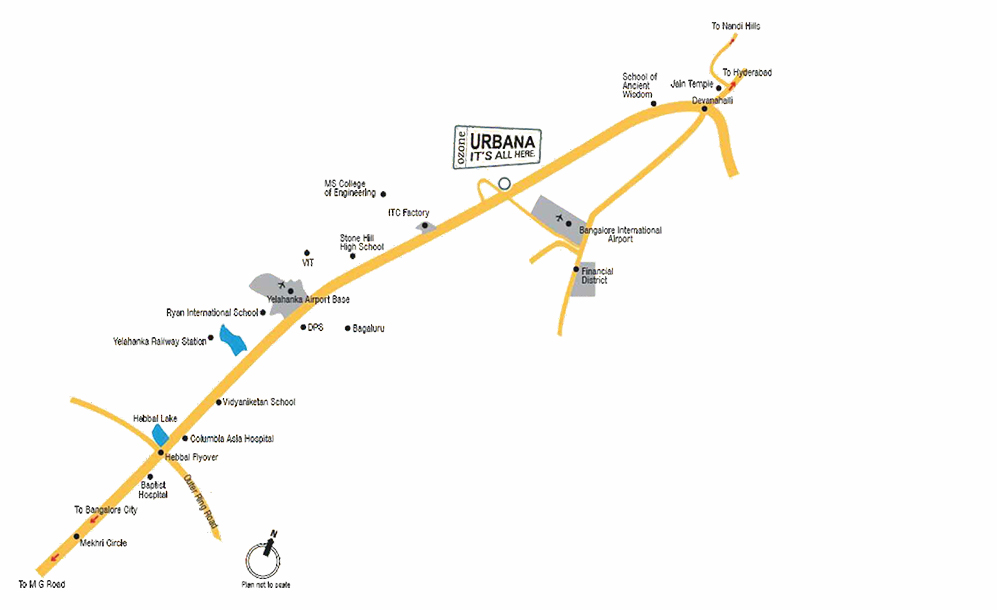 To Nandi Hills
To Hyderabad
Jain Temple
School of
Ancient
Wisdom
Devanahalli
ozone
URBANA
IT'S ALL HERE.
MS College
of Engineering
ITC Factory
Bangalore International
Airport
Stone Hill
High School
VIT
Financial
District
Yelahanka Airport Base
Ryan International School
DPS
Bagaluru
Yelahanka Railway Station
Vidyaniketan School
Hebbal Lake
Columbia Asia Hospital
Hebbal Flyover
Baptist
Hospital
Outer Ring Road
To Bangalore City
Mekhri Circle
N
To M G Road
Plan not to scale